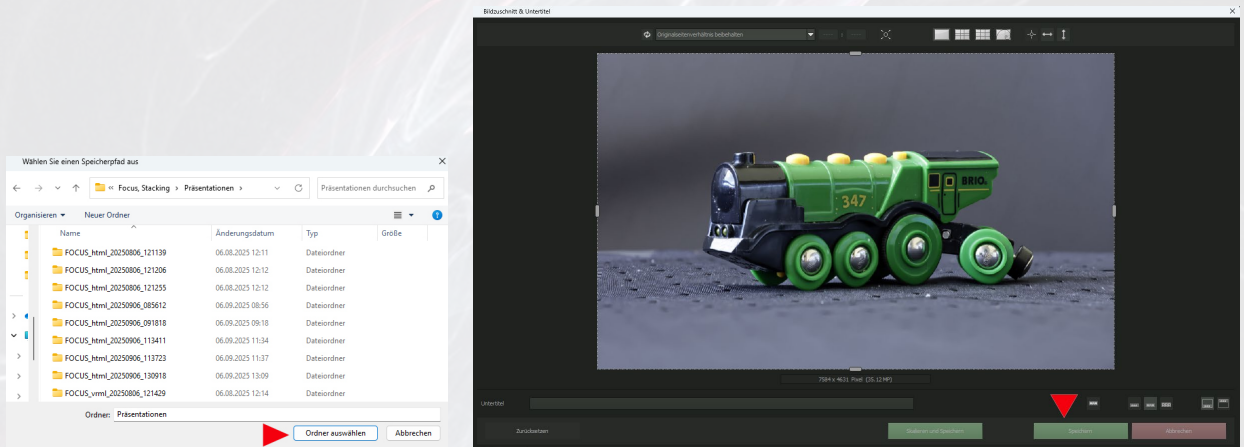 Bildzuschnitt & Untertitel
Originalseitenverhältnis beibehalten
347
BRIO.
7584 x 4631 Pixel (35.12 MP)
Untertitel
Zurücksetzen
Skalieren und Speichern
Speichern
Abbrechen
Wählen Sie einen Speicherpfad aus
« Focus_Stacking › Präsentationen ›
Präsentationen durchsuchen
Organisieren
Neuer Ordner
Name Änderungsdatum Typ Größe
FOCUS_html_20250806_121139 06.08.2025 12:11 Dateiordner
FOCUS_html_20250806_121206 06.08.2025 12:12 Dateiordner
FOCUS_html_20250806_121255 06.08.2025 12:12 Dateiordner
FOCUS_html_20250906_085612 06.09.2025 08:56 Dateiordner
FOCUS_html_20250906_091818 06.09.2025 09:18 Dateiordner
FOCUS_html_20250906_113411 06.09.2025 11:34 Dateiordner
FOCUS_html_20250906_113723 06.09.2025 11:37 Dateiordner
FOCUS_html_20250906_130918 06.09.2025 13:09 Dateiordner
FOCUS_vrml_20250806_121429 06.08.2025 12:14 Dateiordner
Ordner: Präsentationen
Ordner auswählen
Abbrechen